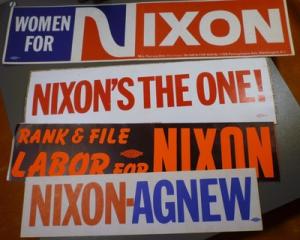 WOMEN
FOR
NIXON
NIXON'S THE ONE!
RANK & FILE
LABOR FOR NIXON
NIXON-AGNEW